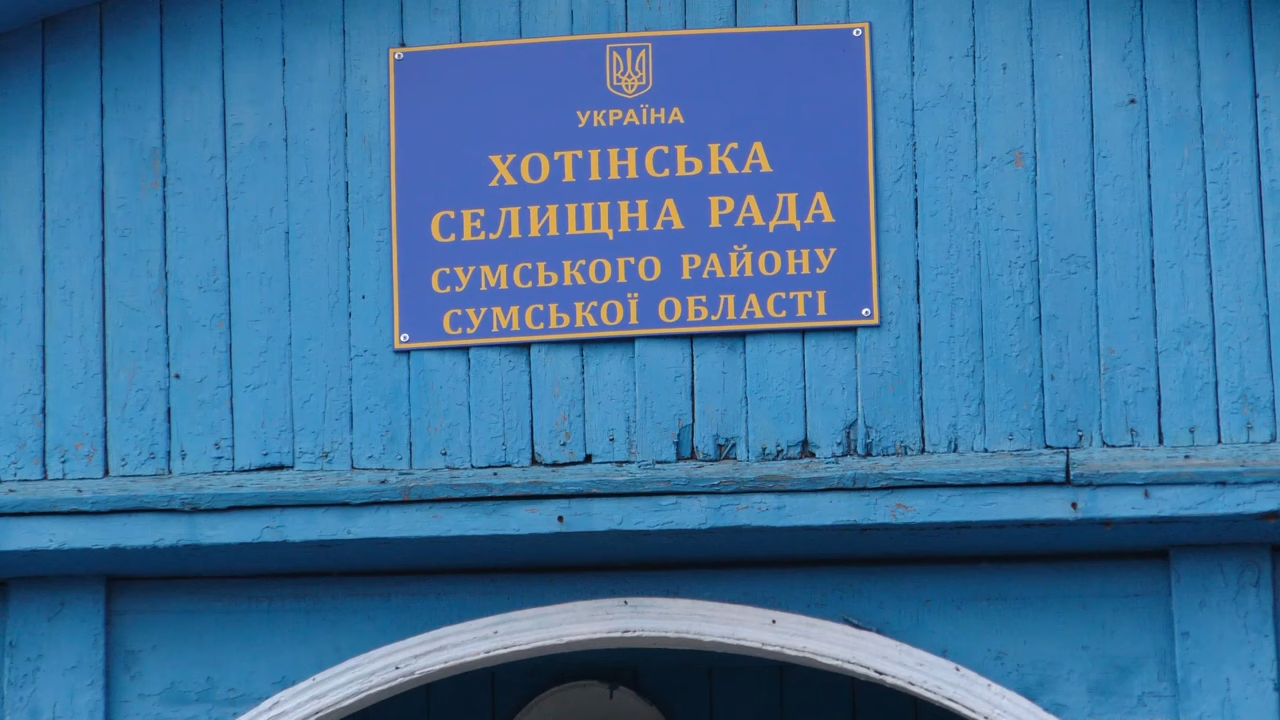 УКРАЇНА
ХОТІНСЬКА
СЕЛИЩНА РАДА
СУМСЬКОГО РАЙОНУ
СУМСЬКОЇ ОБЛАСТІ